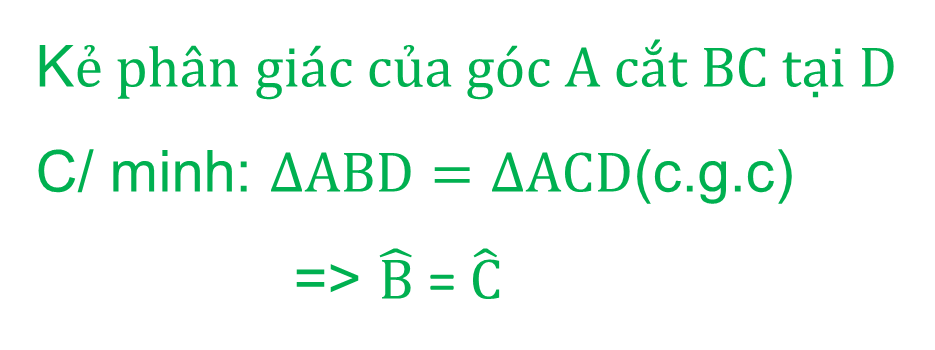 Kẻ phân giác của góc A cắt BC tại D
C/ minh: ΔABD = ΔACD(c.g.c)
=> B̂ = Ĉ